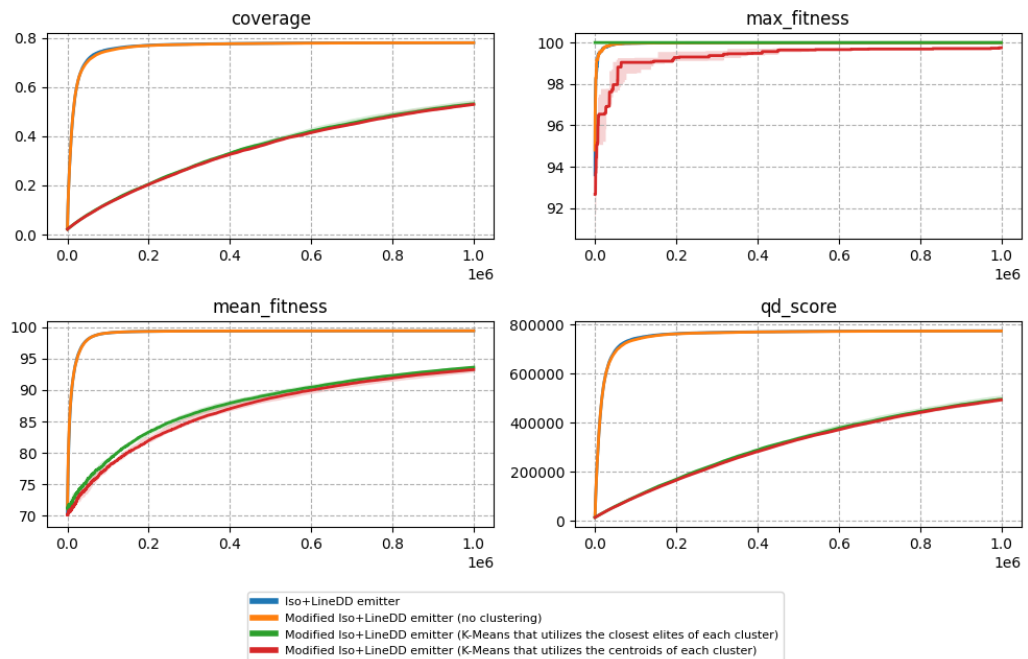 coverage
0.8
0.6
0.4
0.2
0.0
0.0 0.2 0.4 0.6 0.8 1.0
1e6
max_fitness
100
98
96
94
92
0.0 0.2 0.4 0.6 0.8 1.0
1e6
mean_fitness
100
95
90
85
80
75
70
0.0 0.2 0.4 0.6 0.8 1.0
1e6
qd_score
800000
600000
400000
200000
0
0.0 0.2 0.4 0.6 0.8 1.0
1e6
Iso+LineDD emitter
Modified Iso+LineDD emitter (no clustering)
Modified Iso+LineDD emitter (K-Means that utilizes the closest elites of each cluster)
Modified Iso+LineDD emitter (K-Means that utilizes the centroids of each cluster)